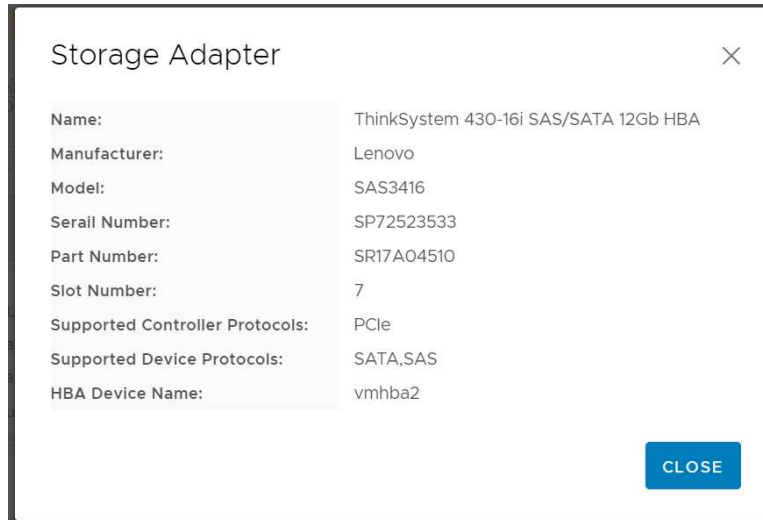 Storage Adapter
Name: ThinkSystem 430-16i SAS/SATA 12Gb HBA
Manufacturer: Lenovo
Model: SAS3416
Serail Number: SP72523533
Part Number: SR17A04510
Slot Number: 7
Supported Controller Protocols: PCIe
Supported Device Protocols: SATA,SAS
HBA Device Name: vmhba2
CLOSE